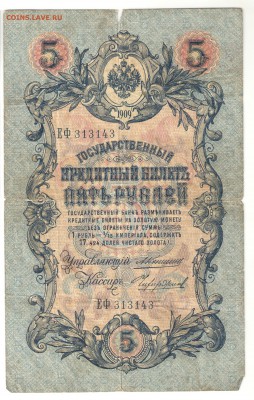 COINS.LAVE.RU
5 5
1909
ЕФ 313143
ГОСУДАРСТВЕННЫЙ
КРЕДИТНЫЙ БИЛЕТЪ
ПЯТЬ РУБЛЕЙ
ГОСУДАРСТВЕННЫЙ БАНКЪ РАЗМѢНИВАЕТЪ
КРЕДИТНЫЕ БИЛЕТЫ НА ЗОЛОТУЮ МОНЕТУ
БЕЗЪ ОГРАНИЧЕНІЯ СУММЫ
(1 РУБЛЬ = 1/15 ИМПЕРІАЛА, СОДЕРЖИТЪ
17,424 ДОЛЕЙ ЧИСТАГО ЗОЛОТА).
Управляющій
Кассиръ
ЕФ 313143
5